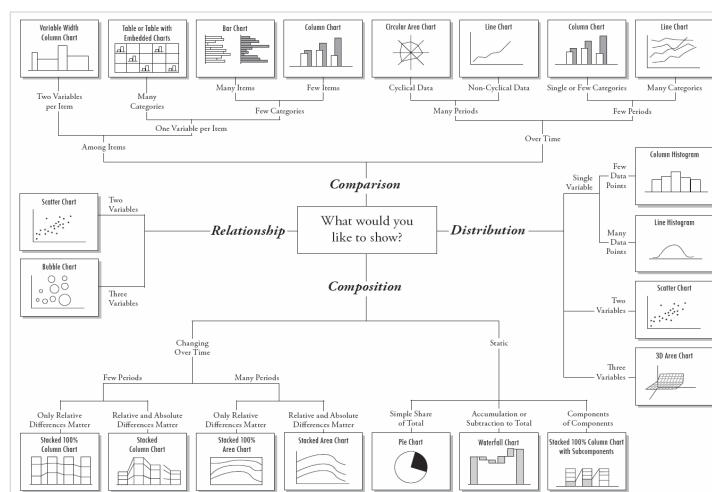 Variable Width
Column Chart
Table or Table with
Embedded Charts
Bar Chart
Column Chart
Circular Area Chart
Line Chart
Column Chart
Line Chart
Two Variables
per Item
Many
Categories
Many Items
Few Items
Cyclical Data
Non-Cyclical Data
Single or Few Categories
Many Categories
Few Categories
Many Periods
Few Periods
One Variable per Item
Among Items
Over Time
Comparison
What would you
like to show?
Relationship
Two
Variables
Scatter Chart
Three
Variables
Bubble Chart
Distribution
Single
Variable
Few
Data
Points
Column Histogram
Many
Data
Points
Line Histogram
Two
Variables
Scatter Chart
Three
Variables
3D Area Chart
Composition
Changing
Over Time
Static
Few Periods
Many Periods
Only Relative
Differences Matter
Relative and Absolute
Differences Matter
Only Relative
Differences Matter
Relative and Absolute
Differences Matter
Simple Share
of Total
Accumulation or
Subtraction to Total
Components
of Components
Stacked 100%
Column Chart
Stacked
Column Chart
Stacked 100%
Area Chart
Stacked Area Chart
Pie Chart
Waterfall Chart
Stacked 100% Column Chart
with Subcomponents